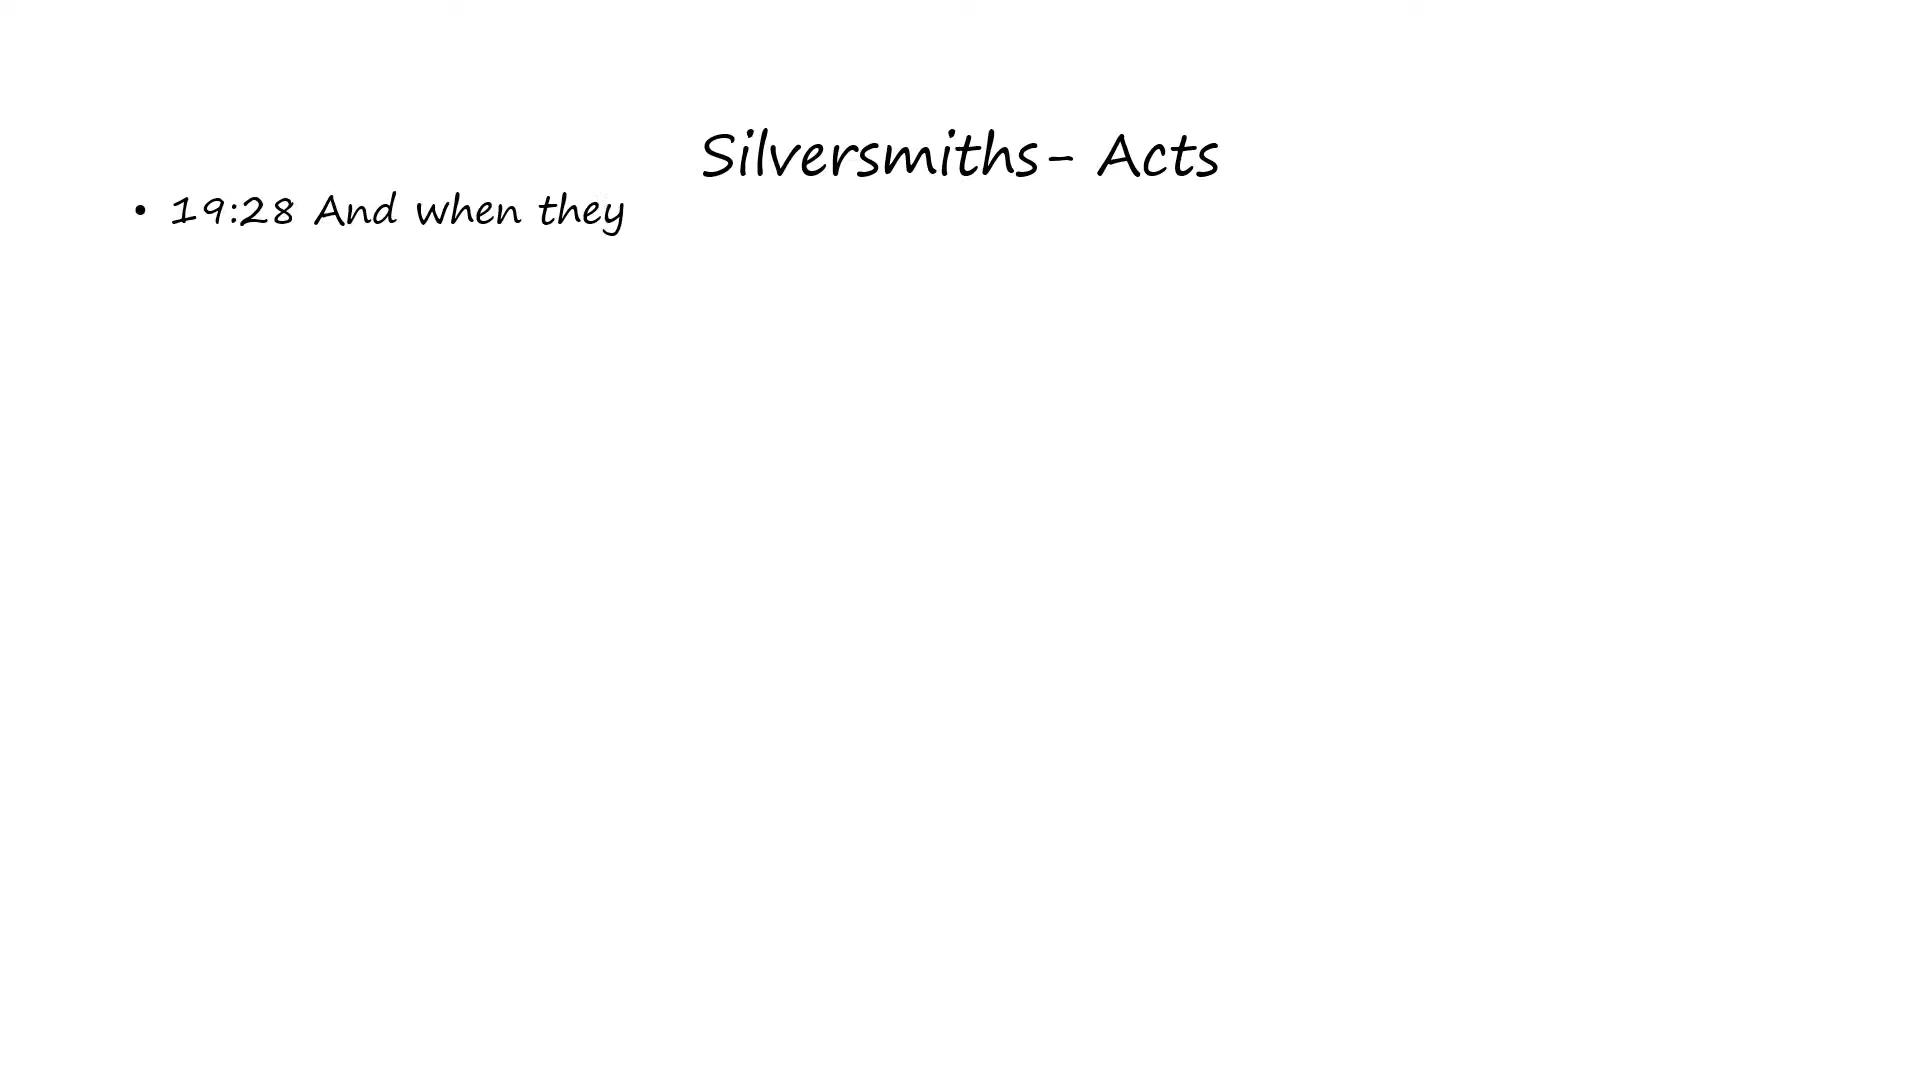 Silversmiths- Acts
• 19:28 And when they